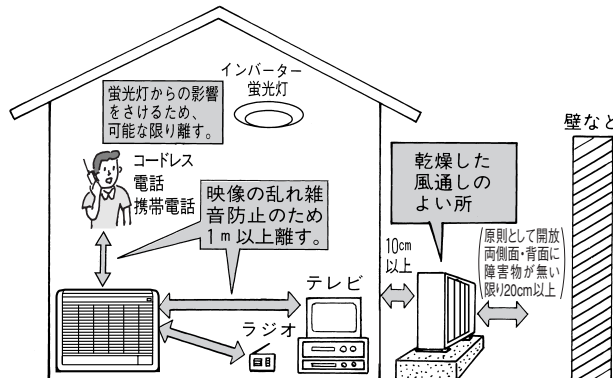 インバーター
蛍光灯
蛍光灯からの影響
をさけるため、
可能な限り離す。
壁など
コードレス
電話
携帯電話
映像の乱れ雑
音防止のため
1m以上離す。
乾燥した
風通しの
よい所
10cm
以上
原則として開放
両側面・背面に
障害物が無い
限り20cm以上
テレビ
ラジオ